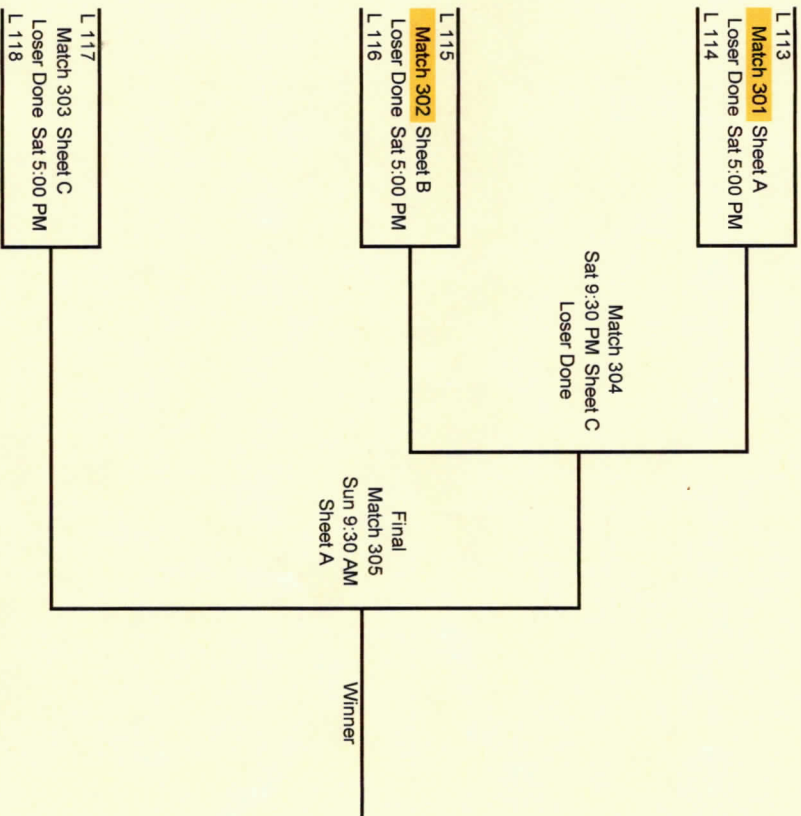 L 113
Match 301 Sheet A
Loser Done Sat 5:00 PM
L 114
Match 304
Sat 9:30 PM Sheet C
Loser Done
L 115
Match 302 Sheet B
Loser Done Sat 5:00 PM
L 116
Final
Match 305
Sun 9:30 AM
Sheet A
Winner
L 117
Match 303 Sheet C
Loser Done Sat 5:00 PM
L 118